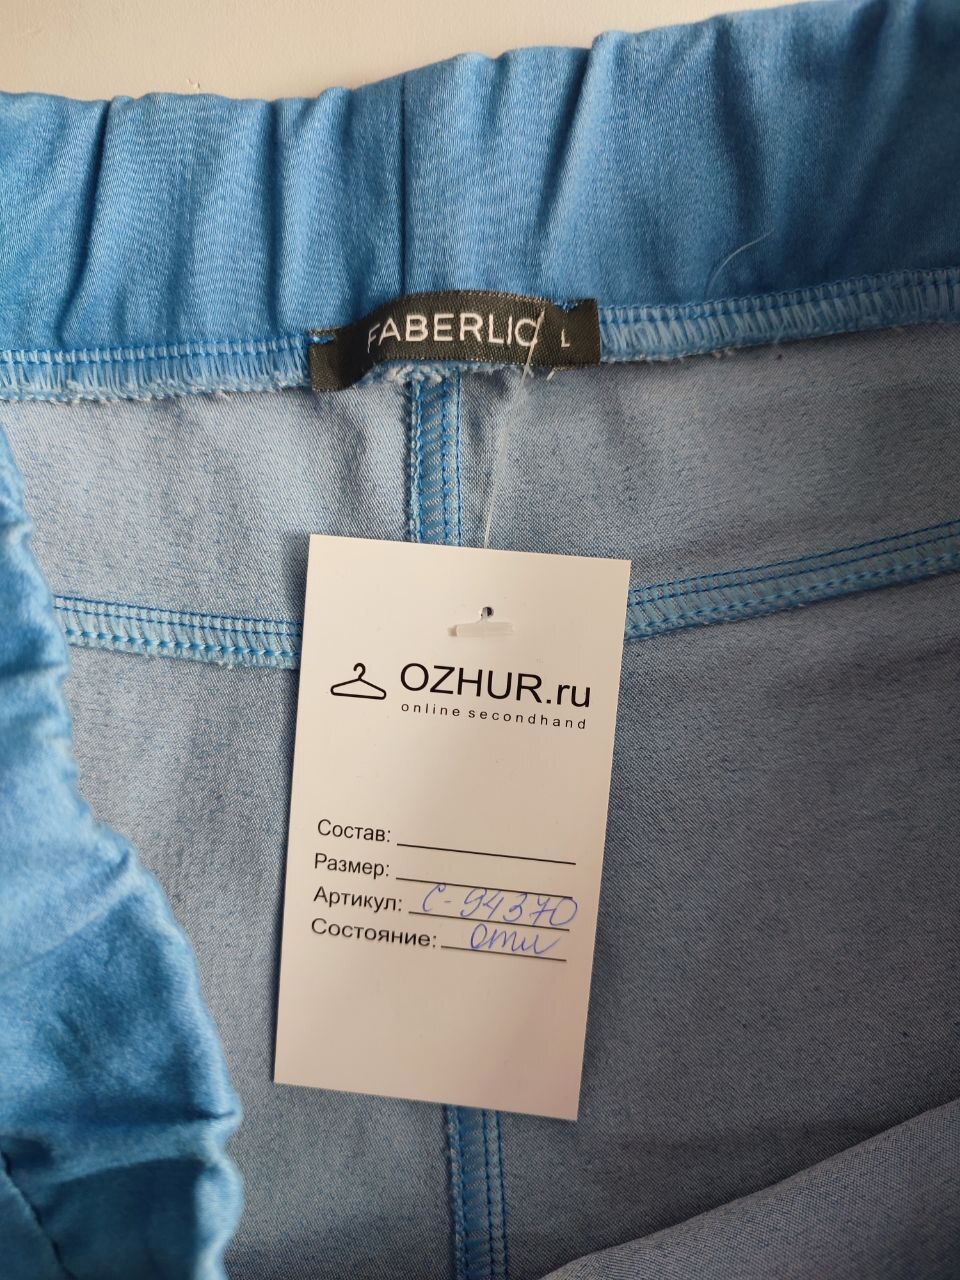 FABERLIC L
OZHUR.ru
online secondhand
Состав:
Размер:
Артикул: С-94370
Состояние: отл